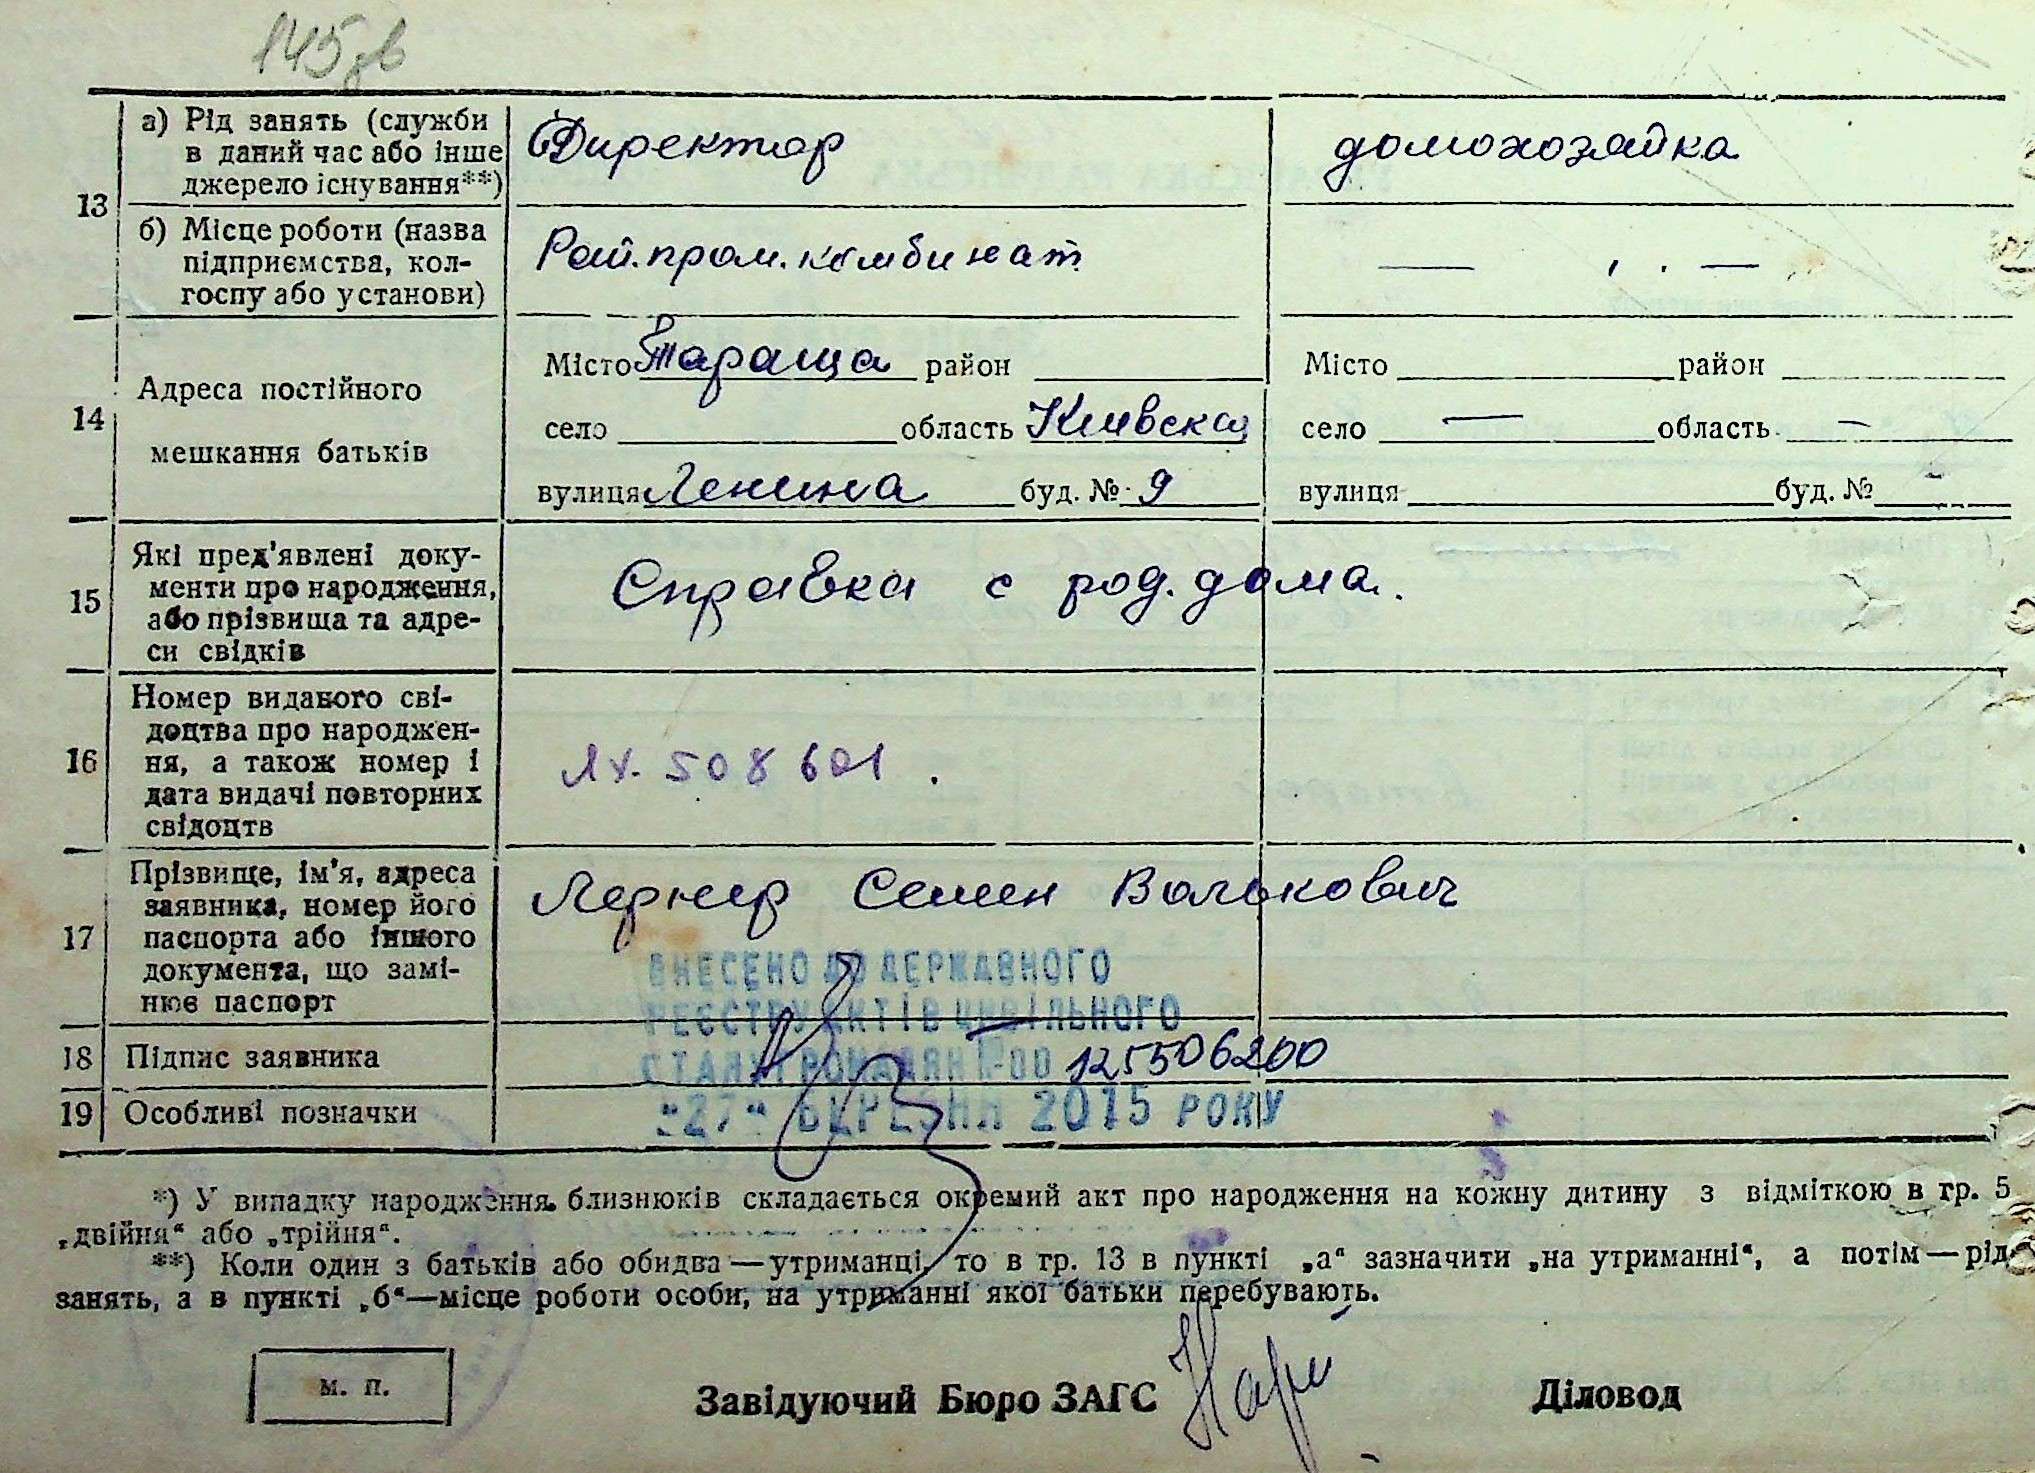 145 зв
13
а) Рід занять (служби
в даний час або інше
джерело існування**)
Директор
домохозяйка
б) Місце роботи (назва
підприємства, кол-
госпу або установи)
Рай.пром.комбинат
14
Адреса постійного
мешкання батьків
Місто Тараща район
село область Киевская
вулиця Ленина буд. № 9
Місто район
село — область —
вулиця буд. №
15
Які пред'явлені доку-
менти про народження,
або прізвища та адре-
си свідків
Справка с род. дома.
16
Номер виданого сві-
доцтва про народжен-
ня, а також номер і
дата видачі повторних
свідоцтв
508601.
17
Прізвище, ім'я, адреса
заявника, номер його
паспорта або іншого
документа, що замі-
нює паспорт
Лернер Семен Волькович
ВНЕСЕНО ДО ДЕРЖАВНОГО
РЕЄСТРУ АКТІВ ЦИВІЛЬНОГО
18 Підпис заявника
СТАНУ ГРОМАДЯН №00 125506200
19 Особливі позначки
"27" БЕРЕЗНЯ 2015 РОКУ
*) У випадку народження близнюків складається окремий акт про народження на кожну дитину з відміткою в гр. 5
„двійня“ або „трійня“.
**) Коли один з батьків або обидва—утриманці, то в гр. 13 в пункті „а“ зазначити „на утриманні“, а потім—рід
занять, а в пункті „б“—місце роботи особи, на утриманні якої батьки перебувають.
м. п.
Завідуючий Бюро ЗАГС
Діловод